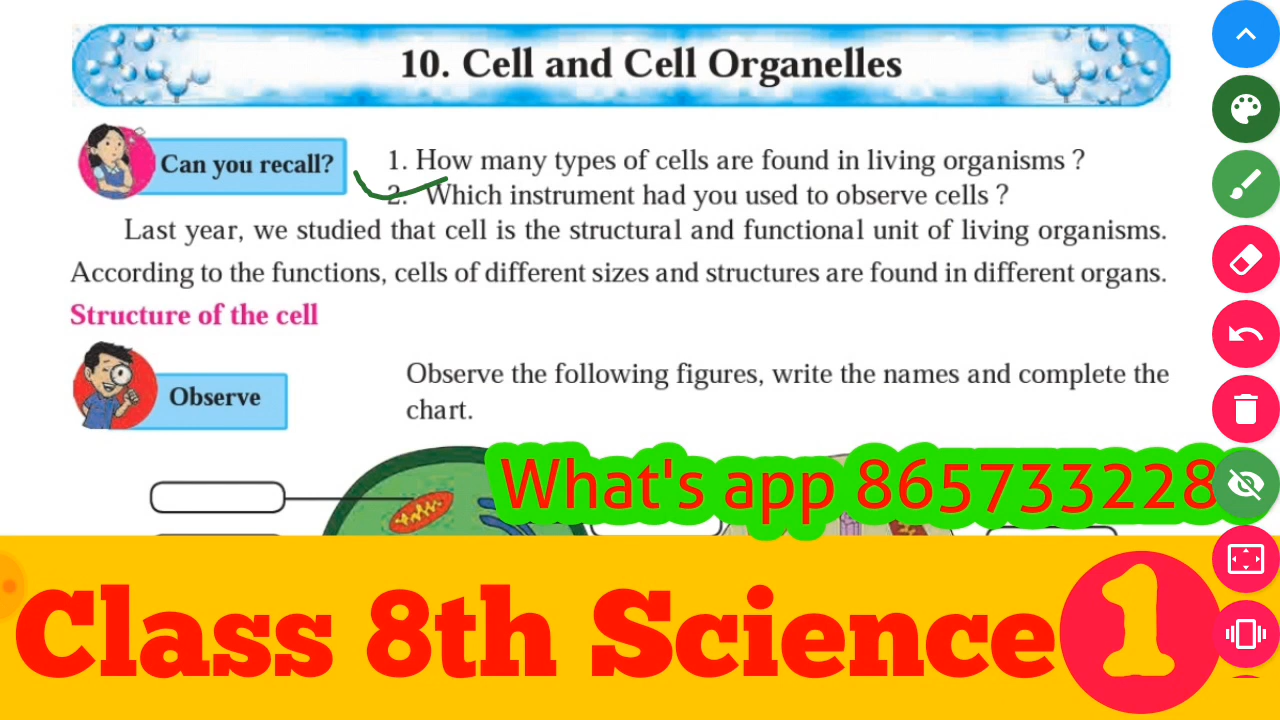 10. Cell and Cell Organelles
Can you recall?
1. How many types of cells are found in living organisms ?
2. Which instrument had you used to observe cells ?
Last year, we studied that cell is the structural and functional unit of living organisms.
According to the functions, cells of different sizes and structures are found in different organs.
Structure of the cell
Observe
Observe the following figures, write the names and complete the
chart.
What's app 865733228
Class 8th Science 1